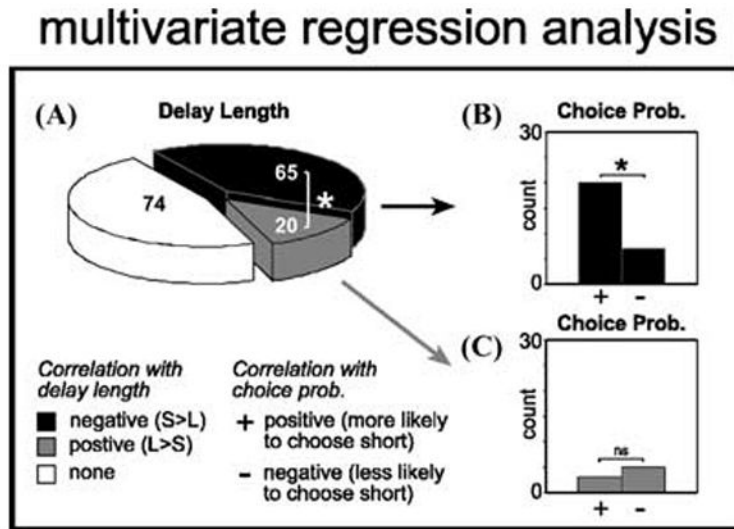 multivariate regression analysis
(A)
Delay Length
65
*
20
74
(B)
Choice Prob.
30
*
count
0
+ -
(C)
Choice Prob.
30
ns
count
0
+ -
Correlation with
delay length
negative (S>L)
postive (L>S)
none
Correlation with
choice prob.
+ positive (more likely
to choose short)
- negative (less likely
to choose short)